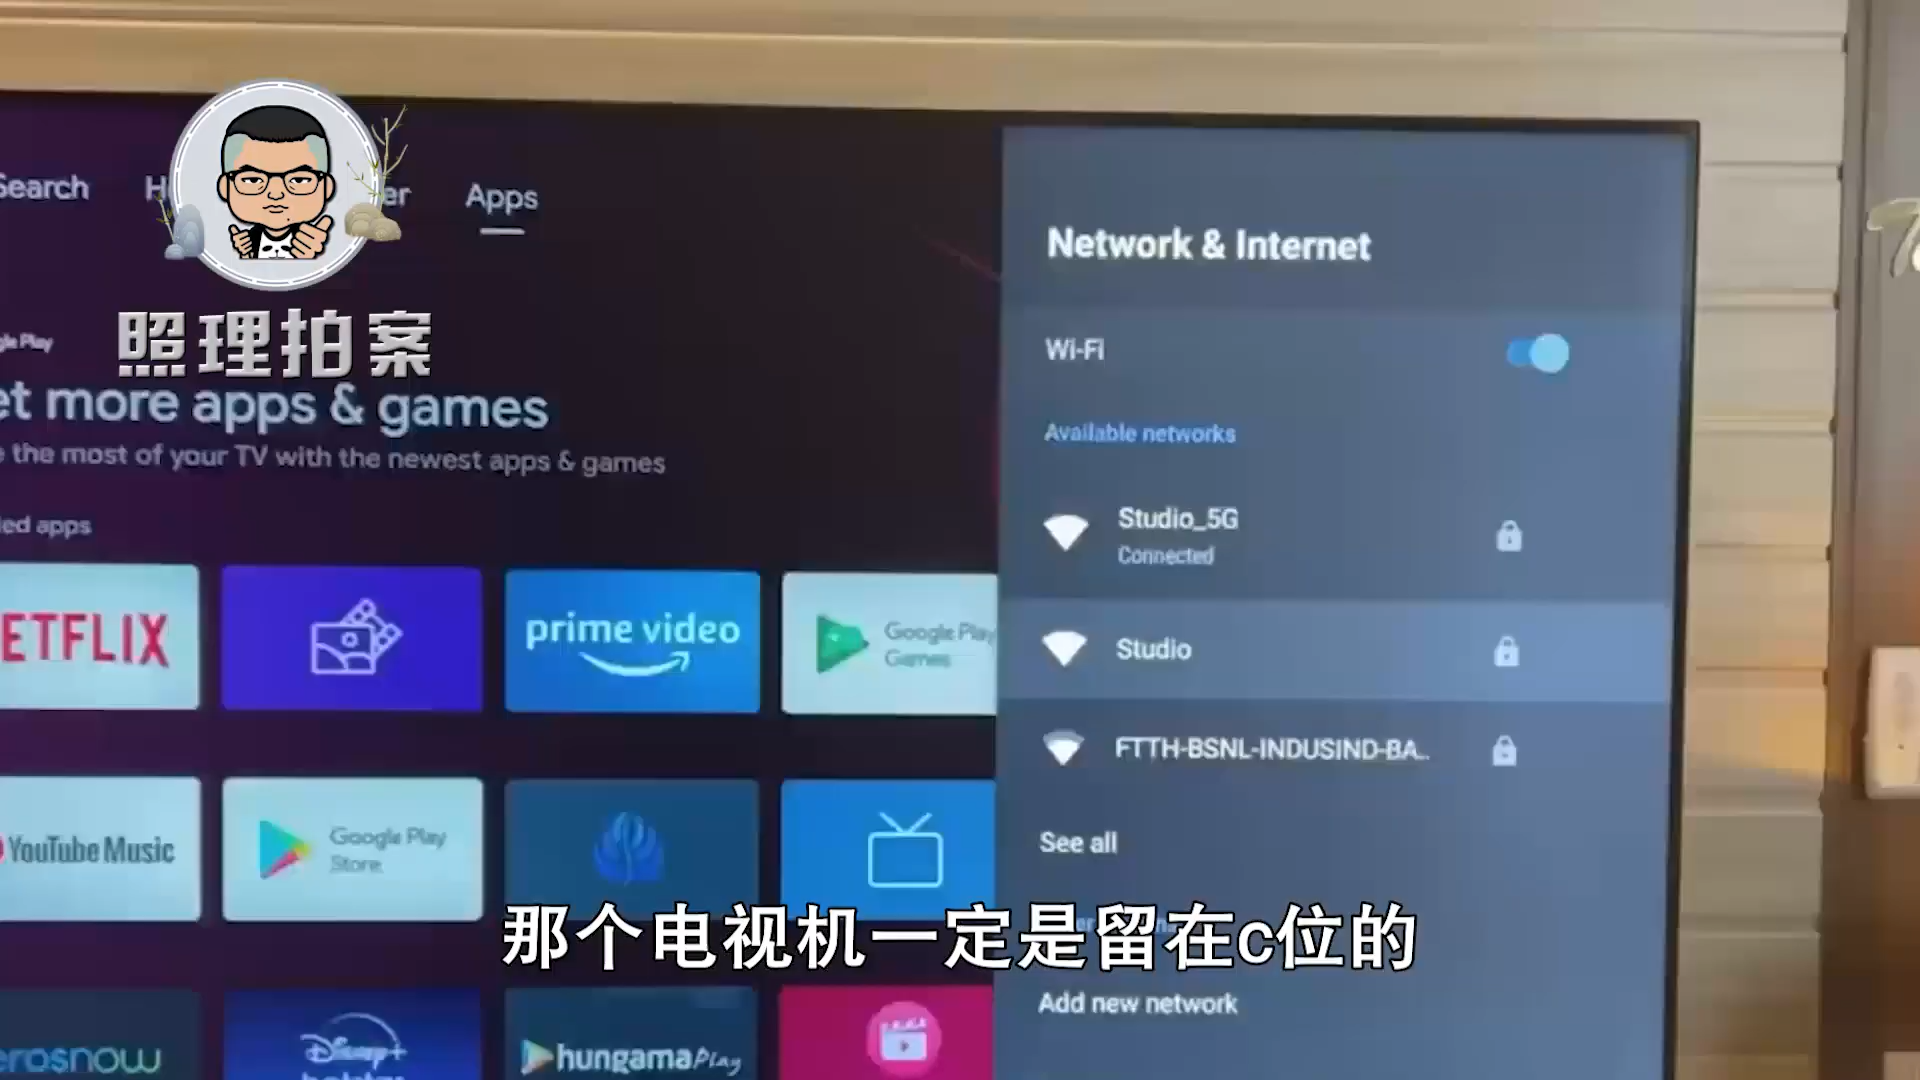 Search
Apps
照理拍案
et more apps & games
the most of your TV with the newest apps & games
ed apps
ETFLIX
prime video
Google Play
Games
YouTube Music
Google Play
Store
erosnow
Disney+
hungama Play
Network & Internet
Wi-Fi
Available networks
Studio_5G
Connected
Studio
FTTH-BSNL-INDUSIND-BA..
See all
那个电视机一定是留在c位的
Add new network